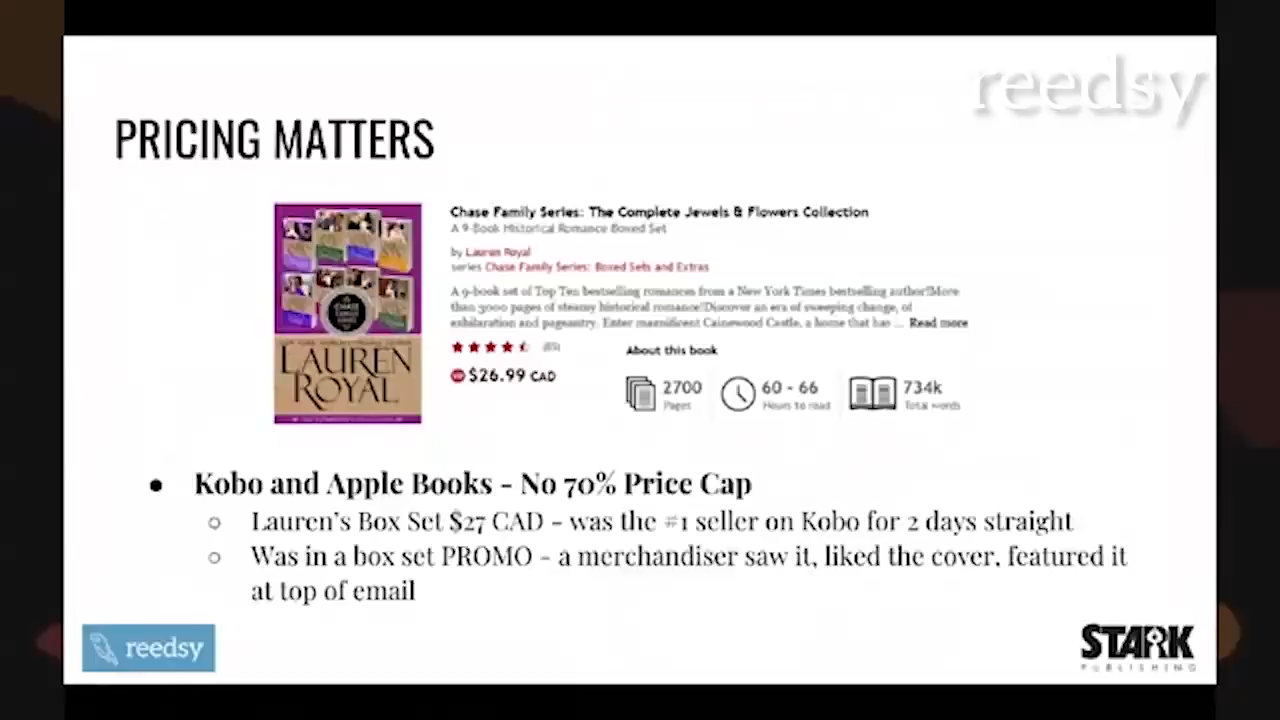 reedsy
PRICING MATTERS
Chase Family Series: The Complete Jewels & Flowers Collection
A 9-Book Historical Romance Boxed Set
by Lauren Royal
series Chase Family Series: Boxed Sets and Extras
A 9-book set of Top Ten bestselling romances from a New York Times bestselling author!More
than 3000 pages of steamy historical romance!Discover an era of sweeping change, of
exhilaration and pageantry. Enter magnificent Cainewood Castle, a home that has ... Read more
(85)
About this book
$26.99 CAD
2700
Pages
60 - 66
Hours to read
734k
Total words
CHASE
LAUREN
ROYAL
• Kobo and Apple Books - No 70% Price Cap
○ Lauren's Box Set $27 CAD - was the #1 seller on Kobo for 2 days straight
○ Was in a box set PROMO - a merchandiser saw it, liked the cover, featured it
at top of email
reedsy
STARK
PUBLISHING